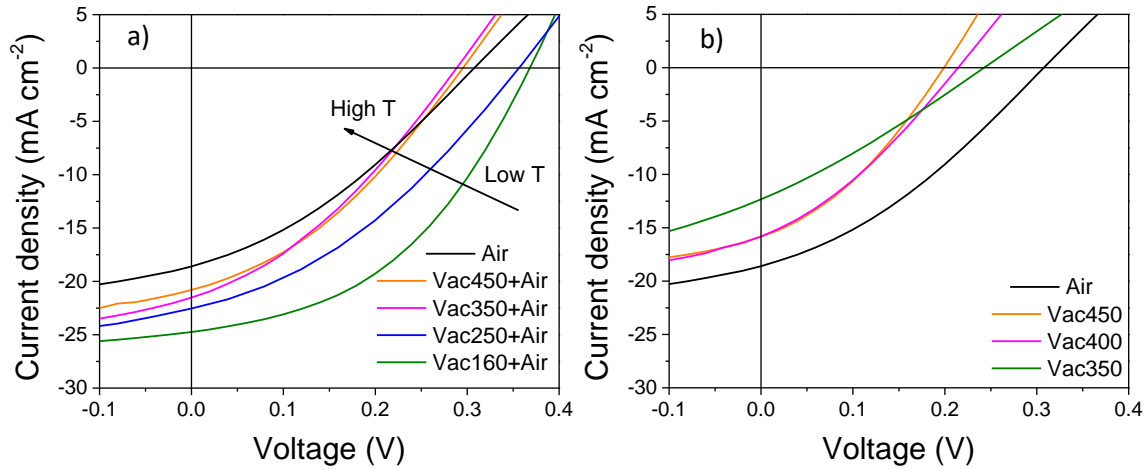 a)
5
0
-5
-10
-15
-20
-25
-30
Current density (mA cm-2)
High T
Low T
Air
Vac450+Air
Vac350+Air
Vac250+Air
Vac160+Air
-0.1
0.0
0.1
0.2
0.3
0.4
Voltage (V)
b)
5
0
-5
-10
-15
-20
-25
-30
Current density (mA cm-2)
Air
Vac450
Vac400
Vac350
-0.1
0.0
0.1
0.2
0.3
0.4
Voltage (V)